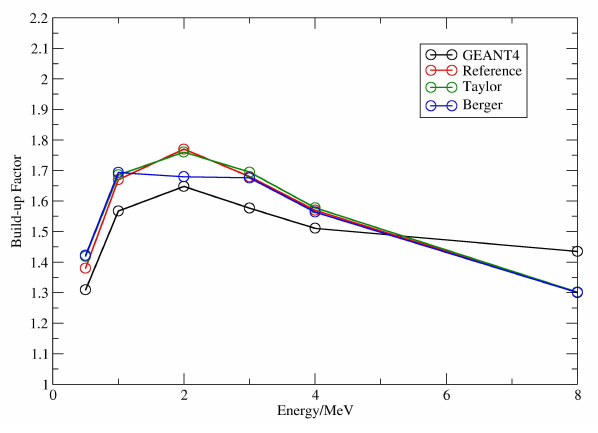 2.2
2.1
2
1.9
1.8
1.7
1.6
1.5
1.4
1.3
1.2
1.1
1
Build-up Factor
GEANT4
Reference
Taylor
Berger
0 2 4 6 8
Energy/MeV